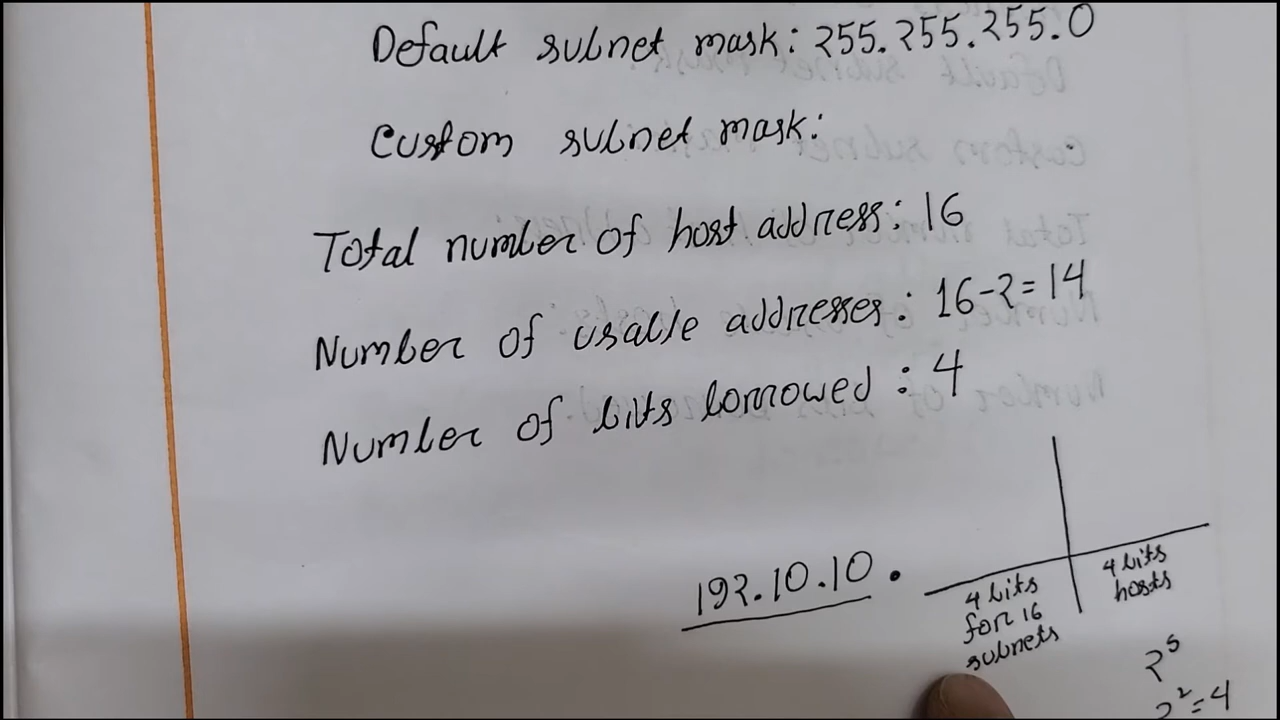 Default subnet mask: 255.255.255.0
Custom subnet mask:
Total number of host address: 16
Number of usable addresses: 16-2=14
Number of bits borrowed: 4
192.10.10.
4 bits for 16 subnets
4 bits hosts
2^5
2^2=4